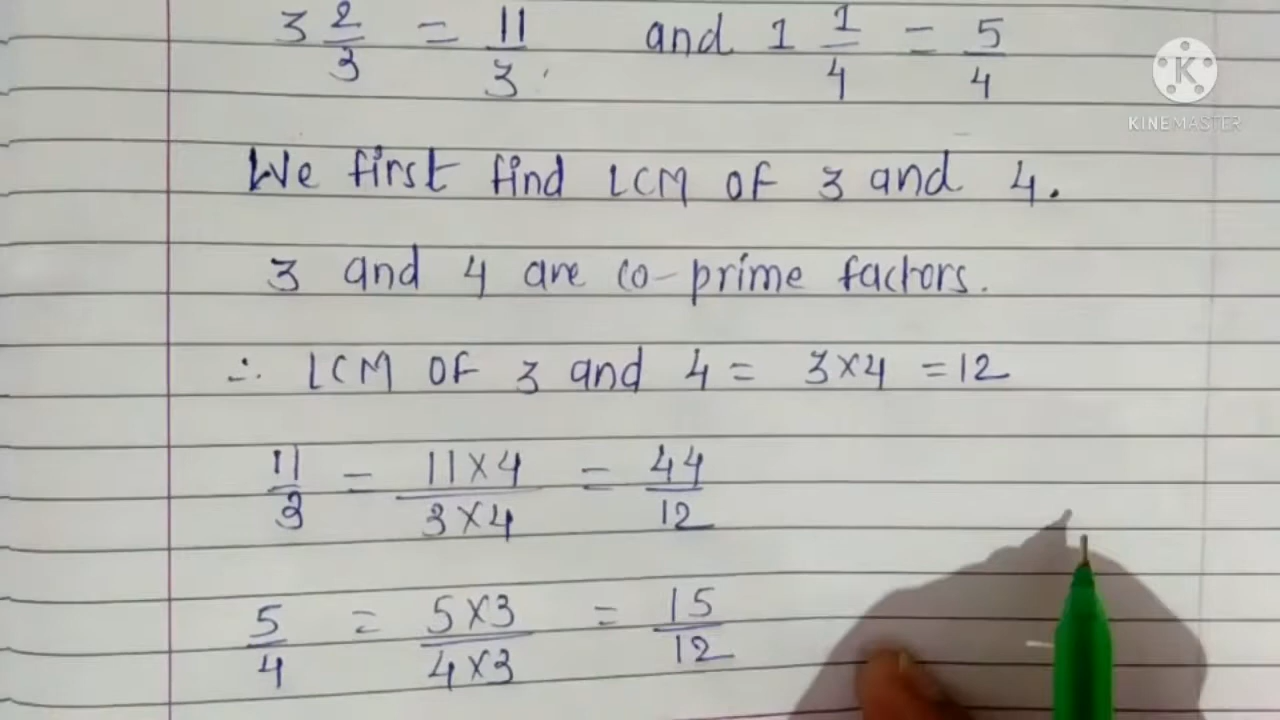 3 2/3 = 11/3 and 1 1/4 = 5/4
K
KINEMASTER
We first find LCM OF 3 and 4.
3 and 4 are co-prime factors.
∴ LCM OF 3 and 4 = 3×4 = 12
11/3 = 11×4/3×4 = 44/12
5/4 = 5×3/4×3 = 15/12